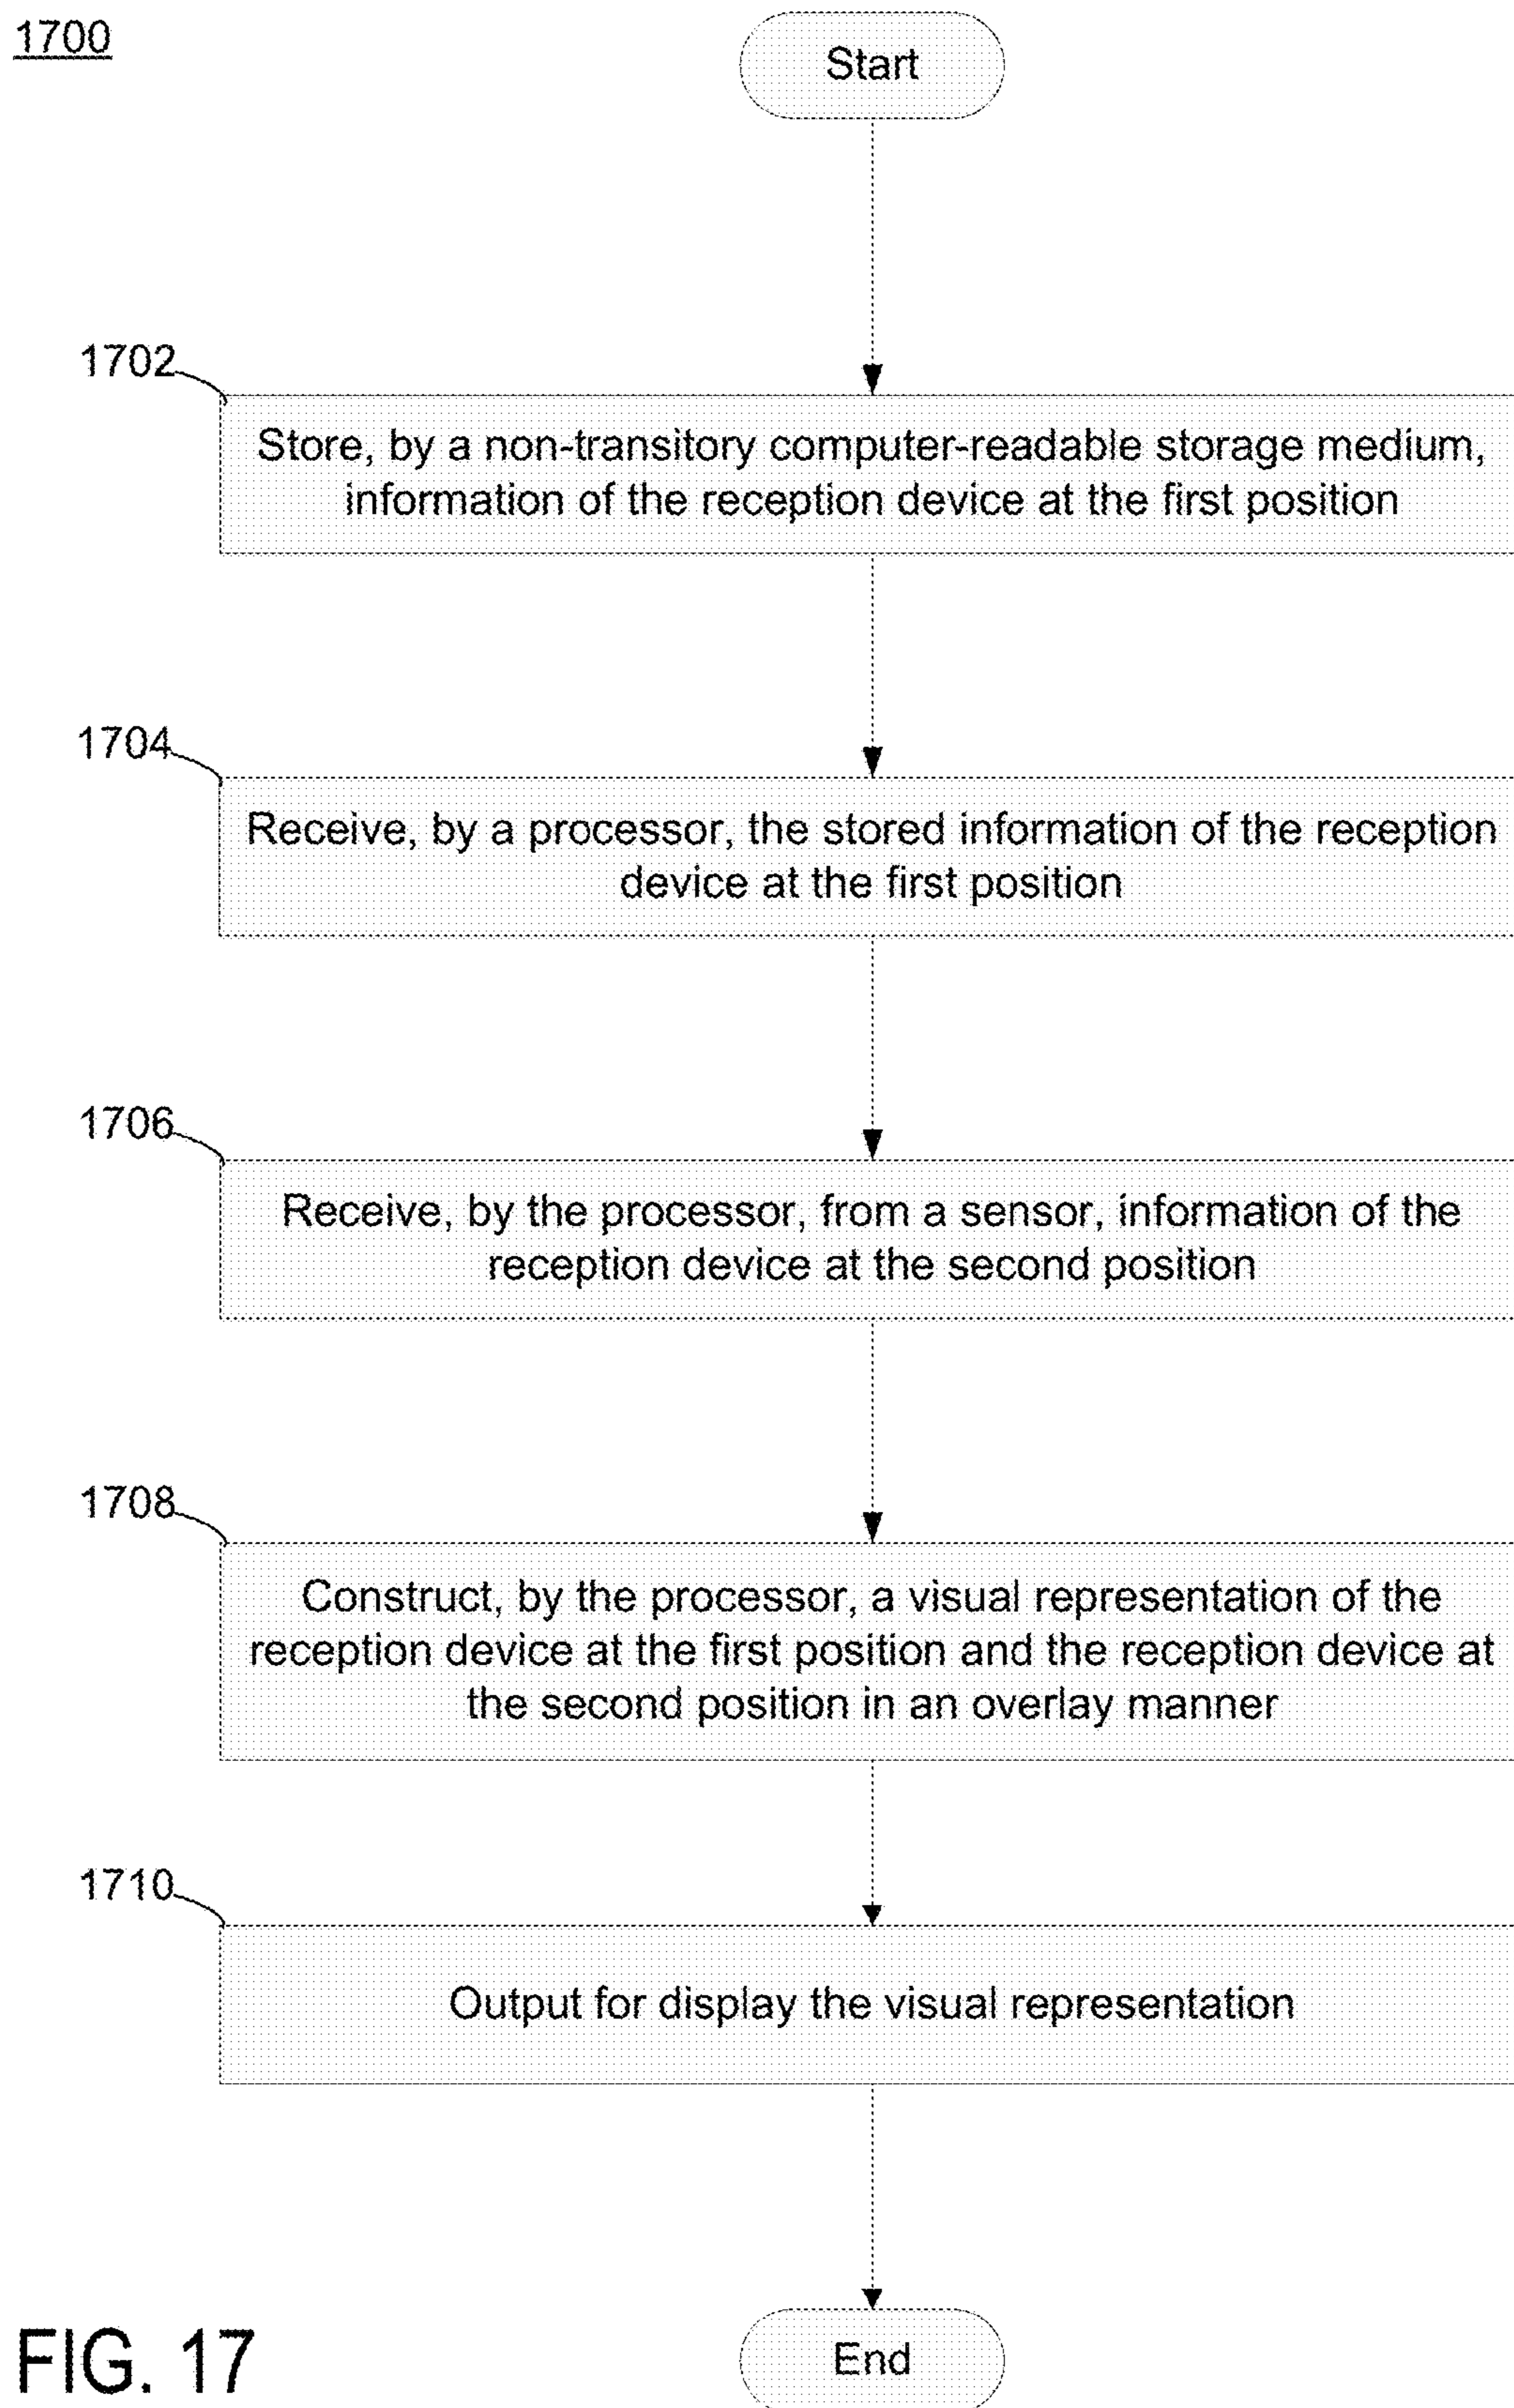 1700
Start
1702
Store, by a non-transitory computer-readable storage medium,
information of the reception device at the first position
1704
Receive, by a processor, the stored information of the reception
device at the first position
1706
Receive, by the processor, from a sensor, information of the
reception device at the second position
1708
Construct, by the processor, a visual representation of the
reception device at the first position and the reception device at
the second position in an overlay manner
1710
Output for display the visual representation
End
FIG. 17